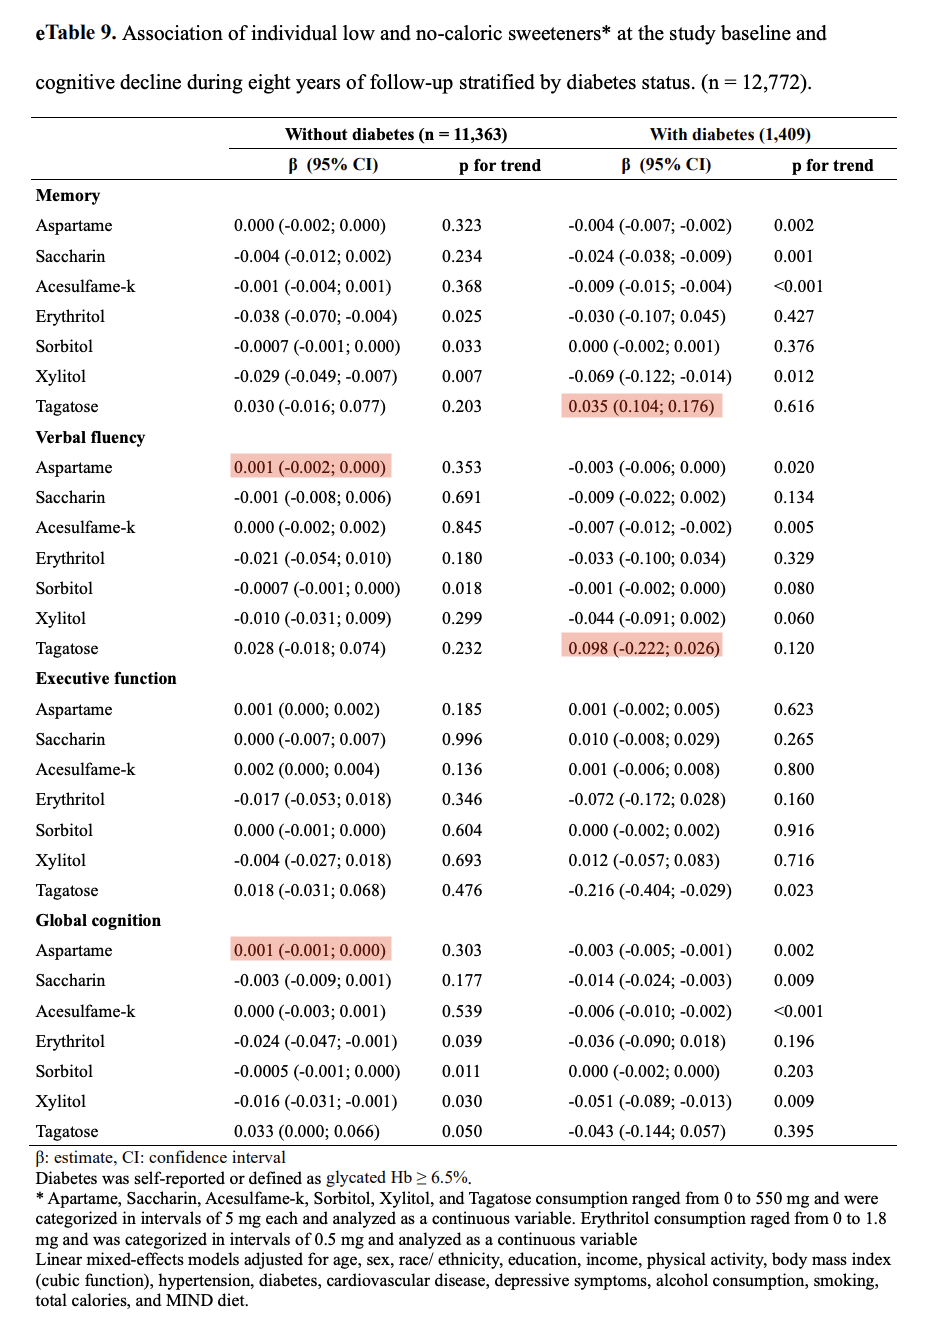 eTable 9. Association of individual low and no-caloric sweeteners* at the study baseline and
cognitive decline during eight years of follow-up stratified by diabetes status. (n = 12,772).
Without diabetes (n = 11,363) With diabetes (1,409)
β (95% CI) p for trend β (95% CI) p for trend
Memory
Aspartame 0.000 (-0.002; 0.000) 0.323 -0.004 (-0.007; -0.002) 0.002
Saccharin -0.004 (-0.012; 0.002) 0.234 -0.024 (-0.038; -0.009) 0.001
Acesulfame-k -0.001 (-0.004; 0.001) 0.368 -0.009 (-0.015; -0.004) <0.001
Erythritol -0.038 (-0.070; -0.004) 0.025 -0.030 (-0.107; 0.045) 0.427
Sorbitol -0.0007 (-0.001; 0.000) 0.033 0.000 (-0.002; 0.001) 0.376
Xylitol -0.029 (-0.049; -0.007) 0.007 -0.069 (-0.122; -0.014) 0.012
Tagatose 0.030 (-0.016; 0.077) 0.203 0.035 (0.104; 0.176) 0.616
Verbal fluency
Aspartame 0.001 (-0.002; 0.000) 0.353 -0.003 (-0.006; 0.000) 0.020
Saccharin -0.001 (-0.008; 0.006) 0.691 -0.009 (-0.022; 0.002) 0.134
Acesulfame-k 0.000 (-0.002; 0.002) 0.845 -0.007 (-0.012; -0.002) 0.005
Erythritol -0.021 (-0.054; 0.010) 0.180 -0.033 (-0.100; 0.034) 0.329
Sorbitol -0.0007 (-0.001; 0.000) 0.018 -0.001 (-0.002; 0.000) 0.080
Xylitol -0.010 (-0.031; 0.009) 0.299 -0.044 (-0.091; 0.002) 0.060
Tagatose 0.028 (-0.018; 0.074) 0.232 0.098 (-0.222; 0.026) 0.120
Executive function
Aspartame 0.001 (0.000; 0.002) 0.185 0.001 (-0.002; 0.005) 0.623
Saccharin 0.000 (-0.007; 0.007) 0.996 0.010 (-0.008; 0.029) 0.265
Acesulfame-k 0.002 (0.000; 0.004) 0.136 0.001 (-0.006; 0.008) 0.800
Erythritol -0.017 (-0.053; 0.018) 0.346 -0.072 (-0.172; 0.028) 0.160
Sorbitol 0.000 (-0.001; 0.000) 0.604 0.000 (-0.002; 0.002) 0.916
Xylitol -0.004 (-0.027; 0.018) 0.693 0.012 (-0.057; 0.083) 0.716
Tagatose 0.018 (-0.031; 0.068) 0.476 -0.216 (-0.404; -0.029) 0.023
Global cognition
Aspartame 0.001 (-0.001; 0.000) 0.303 -0.003 (-0.005; -0.001) 0.002
Saccharin -0.003 (-0.009; 0.001) 0.177 -0.014 (-0.024; -0.003) 0.009
Acesulfame-k 0.000 (-0.003; 0.001) 0.539 -0.006 (-0.010; -0.002) <0.001
Erythritol -0.024 (-0.047; -0.001) 0.039 -0.036 (-0.090; 0.018) 0.196
Sorbitol -0.0005 (-0.001; 0.000) 0.011 0.000 (-0.002; 0.000) 0.203
Xylitol -0.016 (-0.031; -0.001) 0.030 -0.051 (-0.089; -0.013) 0.009
Tagatose 0.033 (0.000; 0.066) 0.050 -0.043 (-0.144; 0.057) 0.395
β: estimate, CI: confidence interval
Diabetes was self-reported or defined as glycated Hb ≥ 6.5%.
* Apartame, Saccharin, Acesulfame-k, Sorbitol, Xylitol, and Tagatose consumption ranged from 0 to 550 mg and were
categorized in intervals of 5 mg each and analyzed as a continuous variable. Erythritol consumption raged from 0 to 1.8
mg and was categorized in intervals of 0.5 mg and analyzed as a continuous variable
Linear mixed-effects models adjusted for age, sex, race/ ethnicity, education, income, physical activity, body mass index
(cubic function), hypertension, diabetes, cardiovascular disease, depressive symptoms, alcohol consumption, smoking,
total calories, and MIND diet.